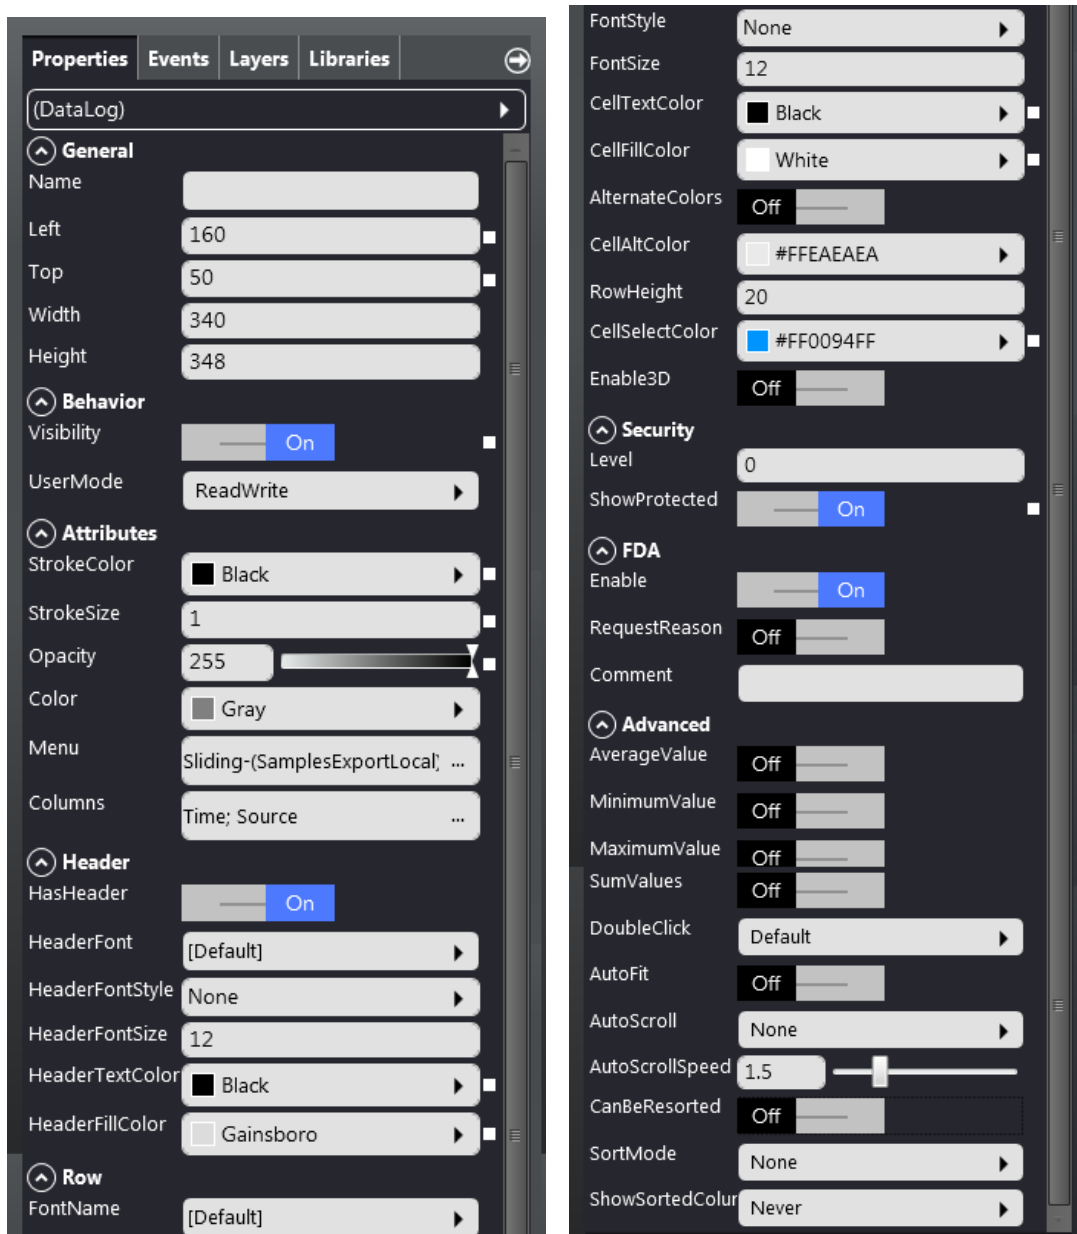 Properties Events Layers Libraries
(DataLog)
General
Name
Left 160
Top 50
Width 340
Height 348
Behavior
Visibility On
UserMode ReadWrite
Attributes
StrokeColor Black
StrokeSize 1
Opacity 255
Color Gray
Menu Sliding-(SamplesExportLocal) ...
Columns Time; Source ...
Header
HasHeader On
HeaderFont [Default]
HeaderFontStyle None
HeaderFontSize 12
HeaderTextColor Black
HeaderFillColor Gainsboro
Row
FontName [Default]
FontStyle None
FontSize 12
CellTextColor Black
CellFillColor White
AlternateColors Off
CellAltColor #FFEAEAEA
RowHeight 20
CellSelectColor #FF0094FF
Enable3D Off
Security
Level 0
ShowProtected On
FDA
Enable On
RequestReason Off
Comment
Advanced
AverageValue Off
MinimumValue Off
MaximumValue Off
SumValues Off
DoubleClick Default
AutoFit Off
AutoScroll None
AutoScrollSpeed 1.5
CanBeResorted Off
SortMode None
ShowSortedColur Never